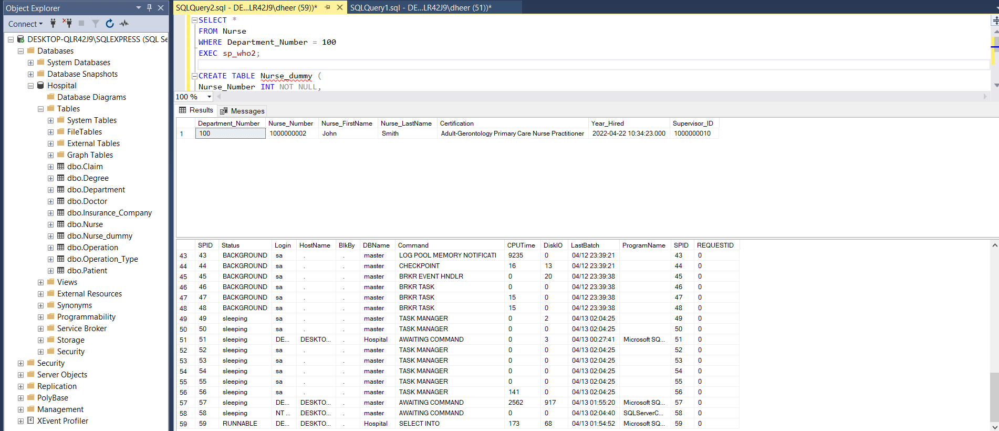 Object Explorer
Connect
DESKTOP-QLR42J9\SQLEXPRESS (SQL Se
Databases
System Databases
Database Snapshots
Hospital
Database Diagrams
Tables
System Tables
FileTables
External Tables
Graph Tables
dbo.Claim
dbo.Degree
dbo.Department
dbo.Doctor
dbo.Insurance_Company
dbo.Nurse
dbo.Nurse_dummy
dbo.Operation
dbo.Operation_Type
dbo.Patient
Views
External Resources
Synonyms
Programmability
Service Broker
Storage
Security
Security
Server Objects
Replication
PolyBase
Management
XEvent Profiler
SQLQuery2.sql - DE...LR42J9\dheer (59))* SQLQuery1.sql - DE...LR42J9\dheer (51))*
SELECT *
FROM Nurse
WHERE Department_Number = 100
EXEC sp_who2;
CREATE TABLE Nurse_dummy (
Nurse_Number INT NOT NULL,
100 %
Results Messages
Department_Number Nurse_Number Nurse_FirstName Nurse_LastName Certification Year_Hired Supervisor_ID
1 100 1000000002 John Smith Adult-Gerontology Primary Care Nurse Practitioner 2022-04-22 10:34:23.000 1000000010
SPID Status Login HostName BlkBy DBName Command CPUTime DiskIO LastBatch ProgramName SPID REQUESTID
43 43 BACKGROUND sa . . master LOG POOL MEMORY NOTIFICATI 9235 0 04/12 23:39:21 43 0
44 44 BACKGROUND sa . . master CHECKPOINT 16 13 04/12 23:39:21 44 0
45 45 BACKGROUND sa . . master BRKR EVENT HNDLR 0 20 04/12 23:39:38 45 0
46 46 BACKGROUND sa . . master BRKR TASK 0 0 04/12 23:39:38 46 0
47 47 BACKGROUND sa . . master BRKR TASK 15 0 04/12 23:39:38 47 0
48 48 BACKGROUND sa . . master BRKR TASK 15 0 04/12 23:39:38 48 0
49 49 sleeping sa . . master TASK MANAGER 0 2 04/13 02:04:25 49 0
50 50 sleeping sa . . master TASK MANAGER 0 0 04/13 02:04:25 50 0
51 51 sleeping DE... DESKTO... . Hospital AWAITING COMMAND 0 3 04/13 00:27:41 Microsoft SQ... 51 0
52 52 sleeping sa . . master TASK MANAGER 0 0 04/13 02:04:25 52 0
53 53 sleeping sa . . master TASK MANAGER 0 0 04/13 02:04:25 53 0
54 54 sleeping sa . . master TASK MANAGER 0 0 04/13 02:04:25 54 0
55 55 sleeping sa . . master TASK MANAGER 0 0 04/13 02:04:25 55 0
56 56 sleeping sa . . master TASK MANAGER 141 0 04/13 02:04:25 56 0
57 57 sleeping DE... DESKTO... . master AWAITING COMMAND 2562 917 04/13 01:55:20 Microsoft SQ... 57 0
58 58 sleeping NT ... DESKTO... . master AWAITING COMMAND 0 0 04/13 02:04:40 SQLServerC... 58 0
59 59 RUNNABLE DE... DESKTO... . Hospital SELECT INTO 173 68 04/13 01:54:52 Microsoft SQ... 59 0